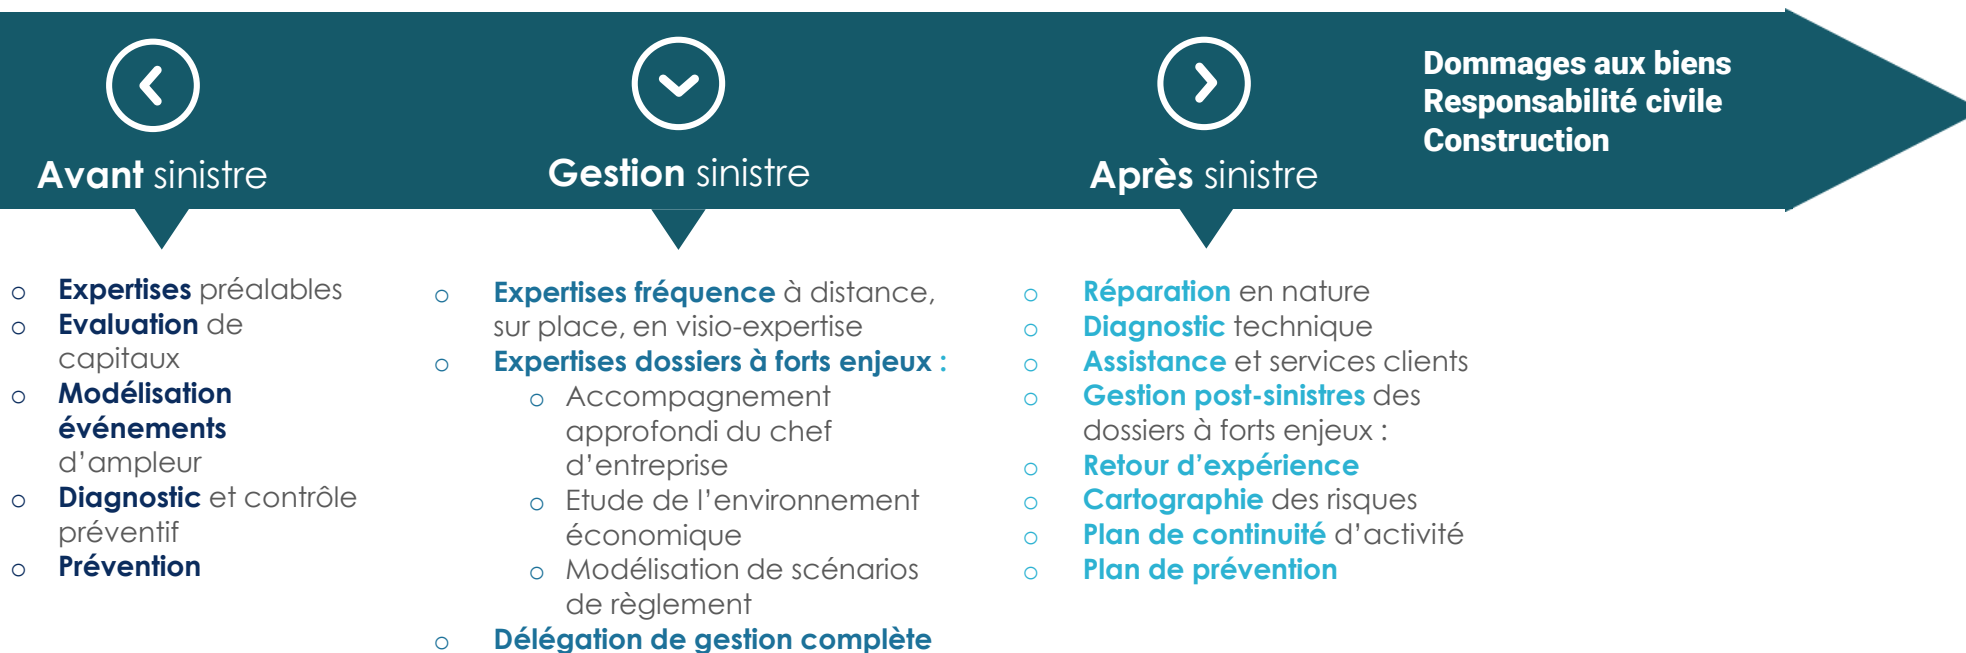 Avant sinistre
Gestion sinistre
Après sinistre
Dommages aux biens
Responsabilité civile
Construction
o Expertises préalables
o Evaluation de
capitaux
o Modélisation
événements
d’ampleur
o Diagnostic et contrôle
préventif
o Prévention
o Expertises fréquence à distance,
sur place, en visio-expertise
o Expertises dossiers à forts enjeux :
o Accompagnement
approfondi du chef
d’entreprise
o Etude de l’environnement
économique
o Modélisation de scénarios
de règlement
o Délégation de gestion complète
o Réparation en nature
o Diagnostic technique
o Assistance et services clients
o Gestion post-sinistres des
dossiers à forts enjeux :
o Retour d’expérience
o Cartographie des risques
o Plan de continuité d’activité
o Plan de prévention